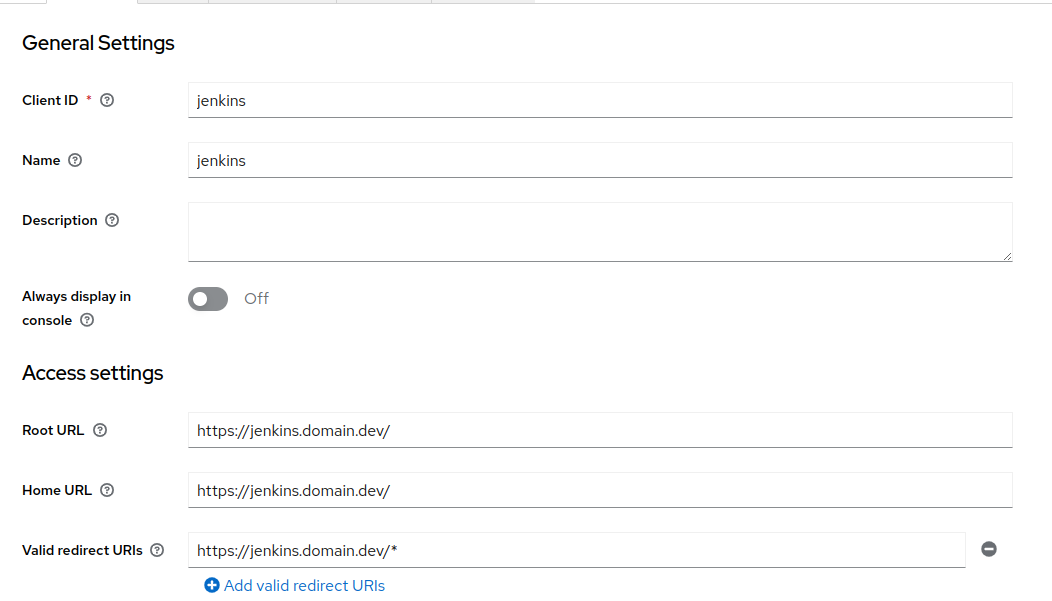 General Settings
Client ID *
jenkins
Name
jenkins
Description
Always display in
console
Off
Access settings
Root URL
https://jenkins.domain.dev/
Home URL
https://jenkins.domain.dev/
Valid redirect URIs
https://jenkins.domain.dev/*
Add valid redirect URIs